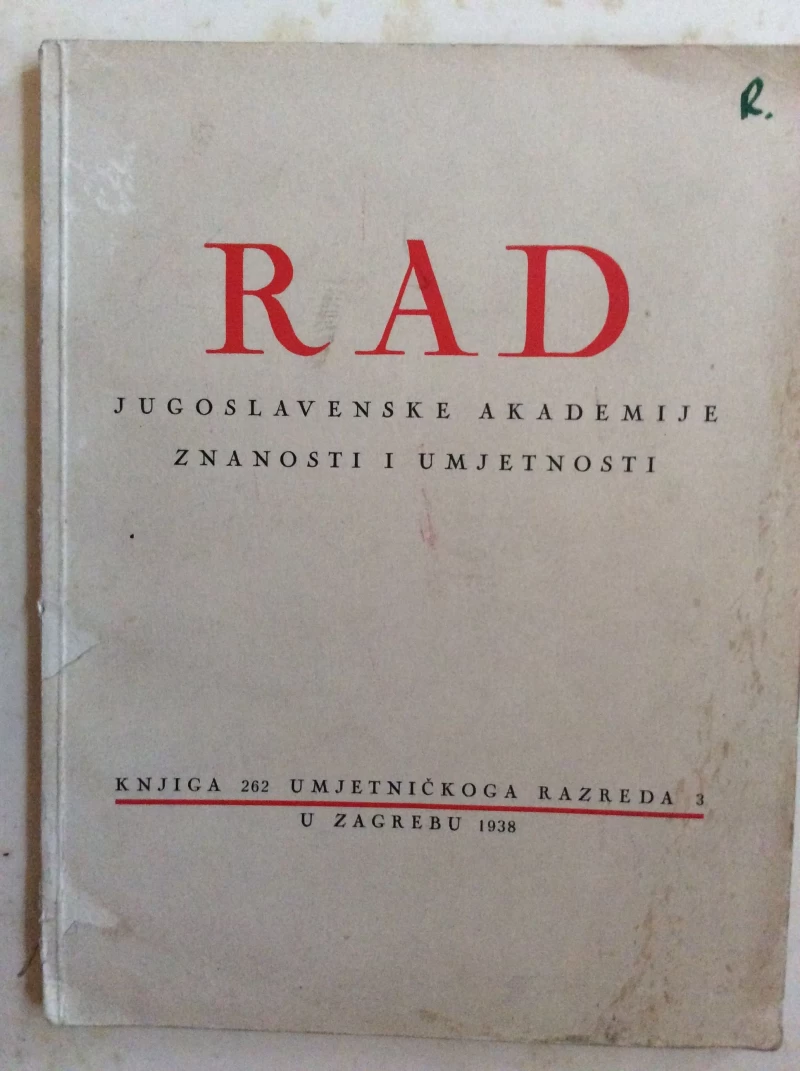 R.
RAD
JUGOSLAVENSKE AKADEMIJE
ZNANOSTI I UMJETNOSTI
KNJIGA 262 UMJETNIČKOGA RAZREDA 3
U ZAGREBU 1938